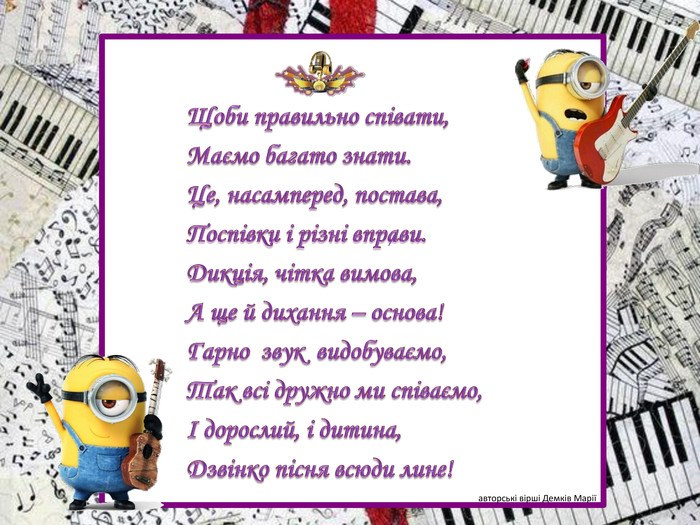 Щоби правильно співати,
Маємо багато знати.
Це, насамперед, постава,
Поспівки і різні вправи.
Дикція, чітка вимова,
А ще й дихання – основа!
Гарно звук видобуваємо,
Так всі дружно ми співаємо,
І дорослий, і дитина,
Дзвінко пісня всюди лине!
авторські вірші Демків Марії